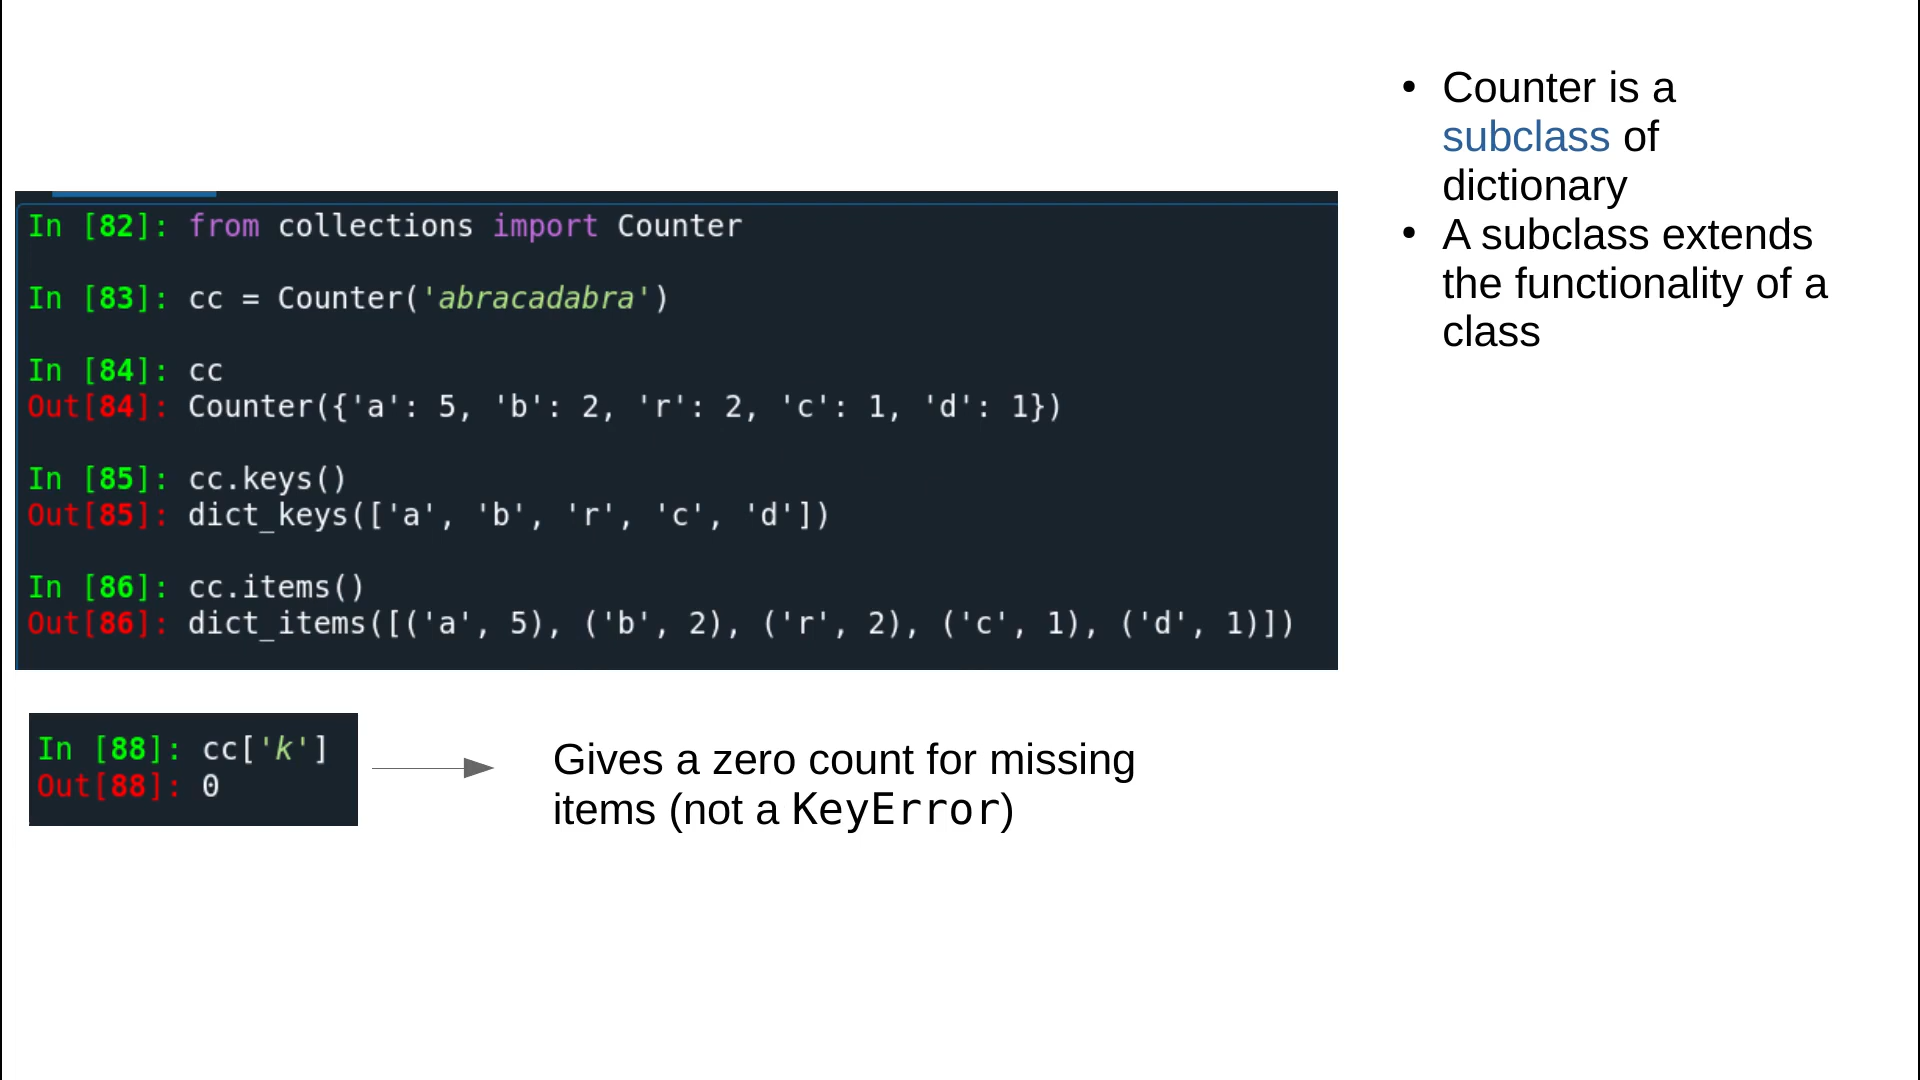 In [82]: from collections import Counter
In [83]: cc = Counter('abracadabra')
In [84]: cc
Out[84]: Counter({'a': 5, 'b': 2, 'r': 2, 'c': 1, 'd': 1})
In [85]: cc.keys()
Out[85]: dict_keys(['a', 'b', 'r', 'c', 'd'])
In [86]: cc.items()
Out[86]: dict_items([('a', 5), ('b', 2), ('r', 2), ('c', 1), ('d', 1)])
In [88]: cc['k']
Out[88]: 0
Gives a zero count for missing
items (not a KeyError)
• Counter is a
subclass of
dictionary
• A subclass extends
the functionality of a
class